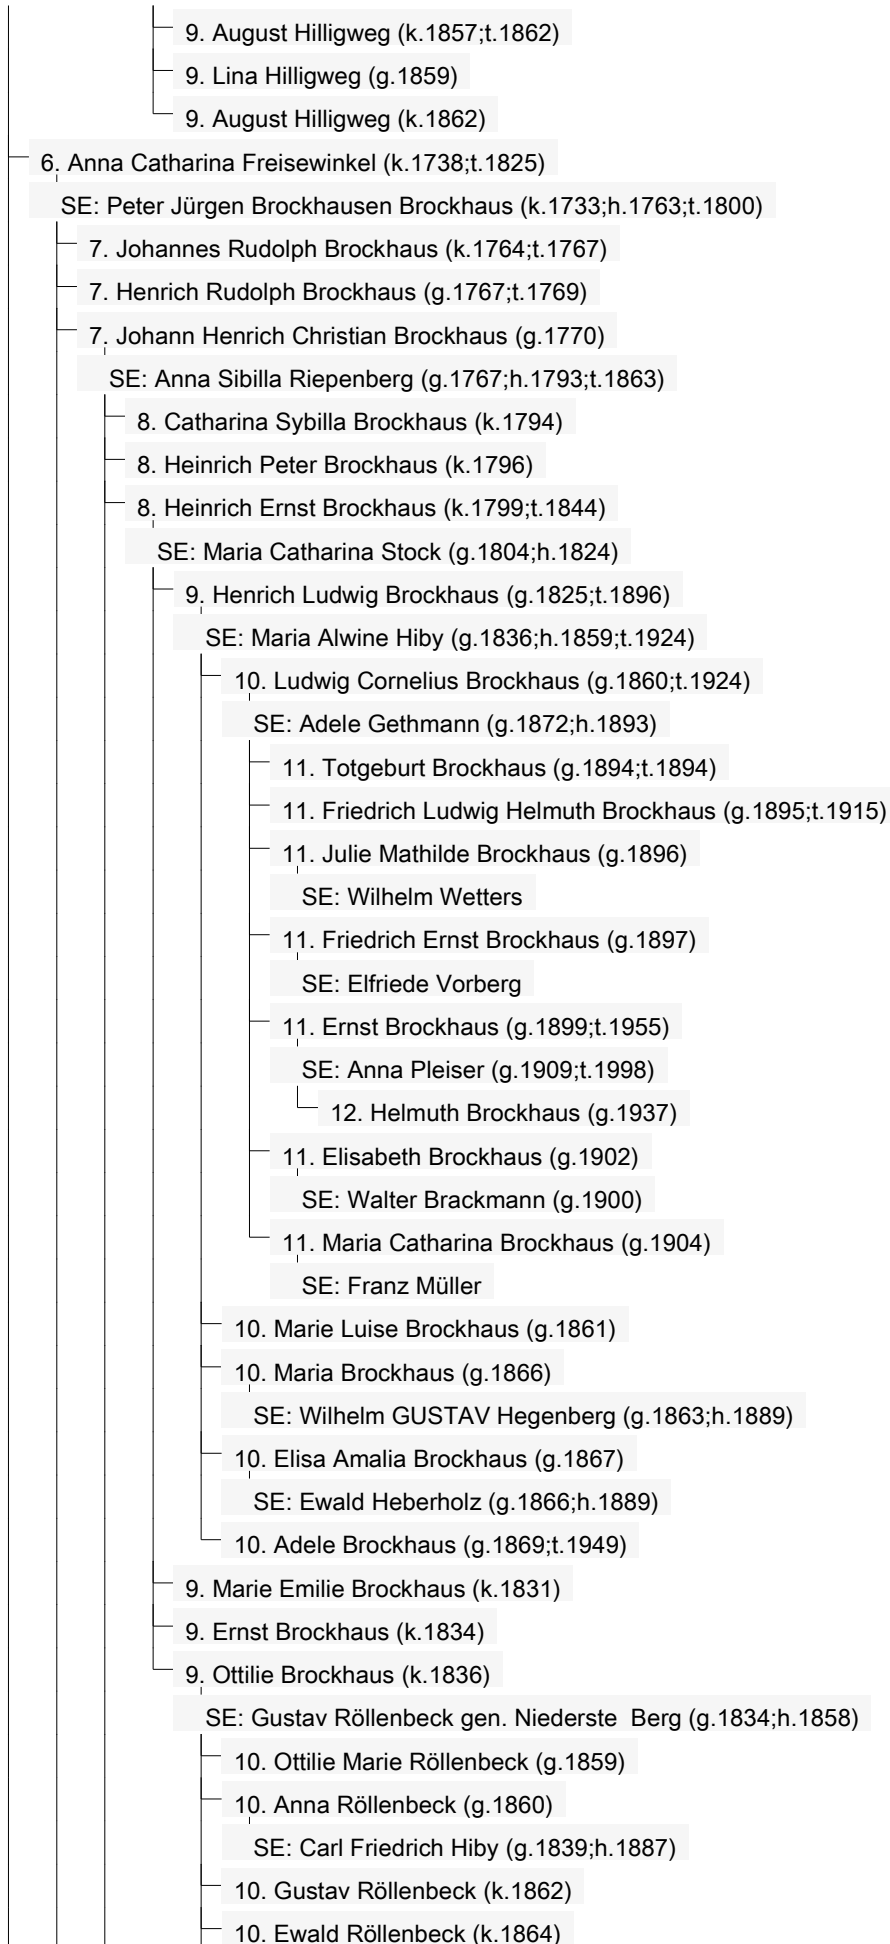 9. August Hilligweg (k.1857;t.1862)
9. Lina Hilligweg (g.1859)
9. August Hilligweg (k.1862)
6. Anna Catharina Freisewinkel (k.1738;t.1825)
SE: Peter Jürgen Brockhausen Brockhaus (k.1733;h.1763;t.1800)
7. Johannes Rudolph Brockhaus (k.1764;t.1767)
7. Henrich Rudolph Brockhaus (g.1767;t.1769)
7. Johann Henrich Christian Brockhaus (g.1770)
SE: Anna Sibilla Riepenberg (g.1767;h.1793;t.1863)
8. Catharina Sybilla Brockhaus (k.1794)
8. Heinrich Peter Brockhaus (k.1796)
8. Heinrich Ernst Brockhaus (k.1799;t.1844)
SE: Maria Catharina Stock (g.1804;h.1824)
9. Henrich Ludwig Brockhaus (g.1825;t.1896)
SE: Maria Alwine Hiby (g.1836;h.1859;t.1924)
10. Ludwig Cornelius Brockhaus (g.1860;t.1924)
SE: Adele Gethmann (g.1872;h.1893)
11. Totgeburt Brockhaus (g.1894;t.1894)
11. Friedrich Ludwig Helmuth Brockhaus (g.1895;t.1915)
11. Julie Mathilde Brockhaus (g.1896)
SE: Wilhelm Wetters
11. Friedrich Ernst Brockhaus (g.1897)
SE: Elfriede Vorberg
11. Ernst Brockhaus (g.1899;t.1955)
SE: Anna Pleiser (g.1909;t.1998)
12. Helmuth Brockhaus (g.1937)
11. Elisabeth Brockhaus (g.1902)
SE: Walter Brackmann (g.1900)
11. Maria Catharina Brockhaus (g.1904)
SE: Franz Müller
10. Marie Luise Brockhaus (g.1861)
10. Maria Brockhaus (g.1866)
SE: Wilhelm GUSTAV Hegenberg (g.1863;h.1889)
10. Elisa Amalia Brockhaus (g.1867)
SE: Ewald Heberholz (g.1866;h.1889)
10. Adele Brockhaus (g.1869;t.1949)
9. Marie Emilie Brockhaus (k.1831)
9. Ernst Brockhaus (k.1834)
9. Ottilie Brockhaus (k.1836)
SE: Gustav Röllenbeck gen. Niederste  Berg (g.1834;h.1858)
10. Ottilie Marie Röllenbeck (g.1859)
10. Anna Röllenbeck (g.1860)
SE: Carl Friedrich Hiby (g.1839;h.1887)
10. Gustav Röllenbeck (k.1862)
10. Ewald Röllenbeck (k.1864)